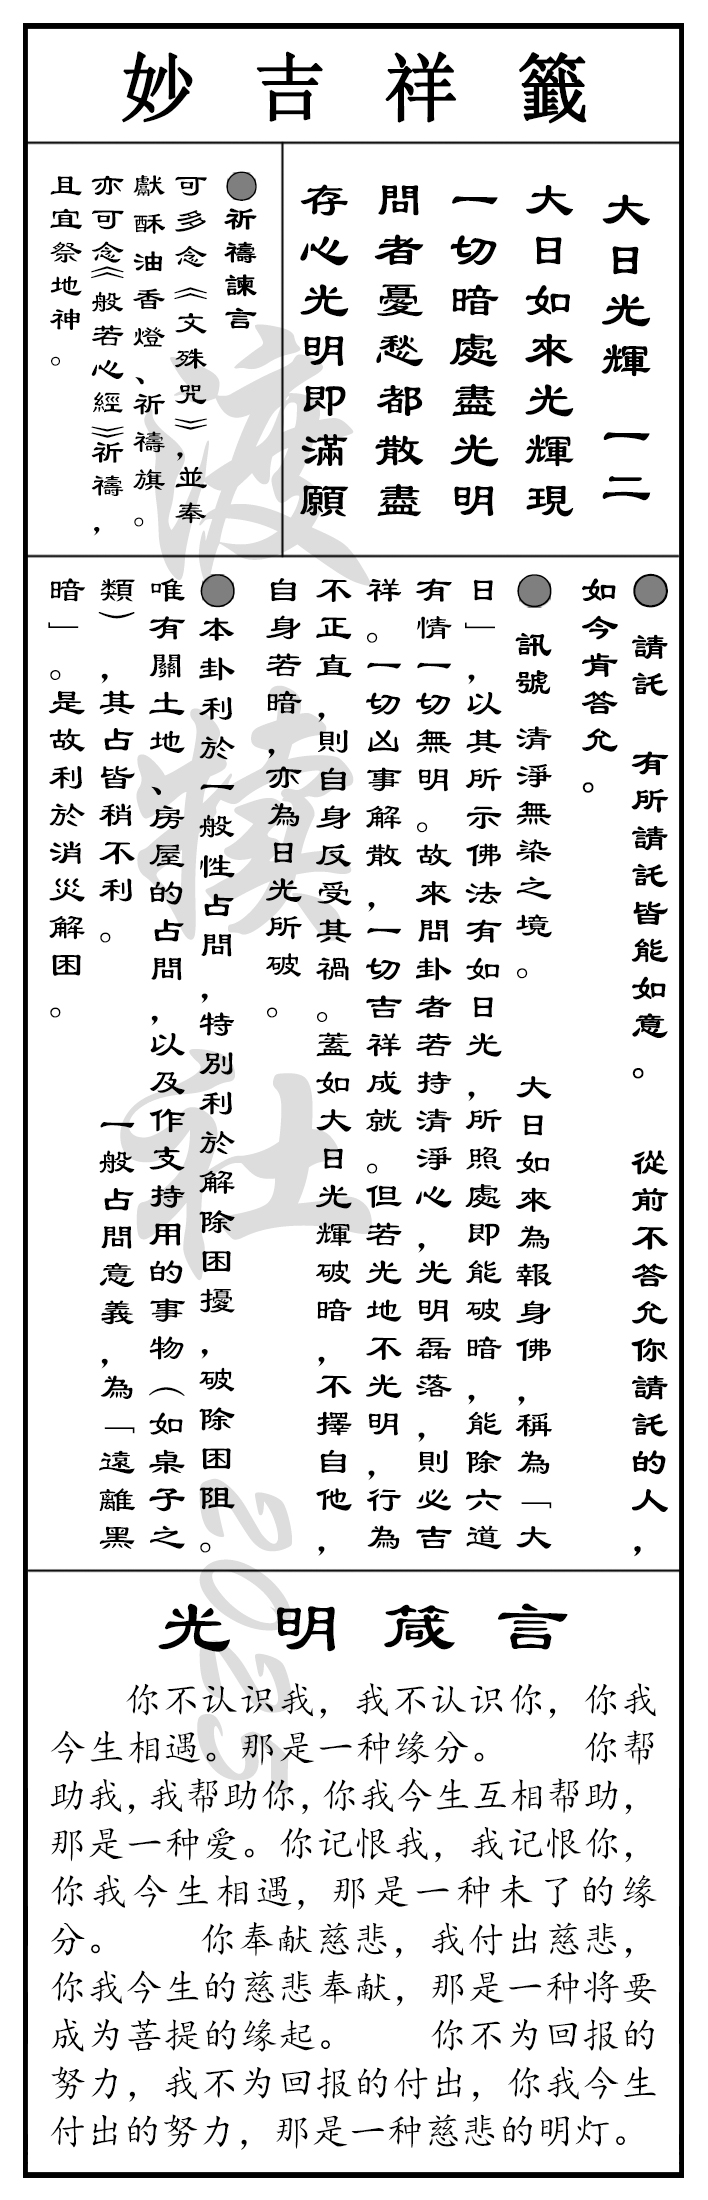 妙吉祥籤
大日光輝　一二
大日如來光輝現
一切暗處盡光明
問者憂愁都散盡
存心光明即滿願
●祈禱諫言
可多念《文殊咒》，並奉
獻酥油香燈、祈禱旗。
亦可念《般若心經》祈禱，
且宜祭地神。
●請託　有所請託皆能如意。　從前不答允你請託的人，
如今肯答允。
●訊號　清淨無染之境。　　大日如來為報身佛，稱為「大
日」，以其所示佛法有如日光，所照處即能破暗，能除六道
有情一切無明。故來問卦者若持清淨心，光明磊落，則必吉
祥。一切凶事解散，一切吉祥成就。但若光地不光明，行為
不正直，則自身反受其禍。蓋如大日光輝破暗，不擇自他，
自身若暗，亦為日光所破。
●本卦利於一般性占問，特別利於解除困擾，破除困阻。
唯有關土地、房屋的占問，以及作支持用的事物（如桌子之
類），其占皆稍不利。　　　一般占問意義，為「遠離黑
暗」。是故利於消災解困。
光明箴言
你不认识我，我不认识你，你我
今生相遇。那是一种缘分。　　你帮
助我，我帮助你，你我今生互相帮助，
那是一种爱。你记恨我，我记恨你，
你我今生相遇，那是一种未了的缘
分。　　你奉献慈悲，我付出慈悲，
你我今生的慈悲奉献，那是一种将要
成为菩提的缘起。　　你不为回报的
努力，我不为回报的付出，你我今生
付出的努力，那是一种慈悲的明灯。
渡犊社2025